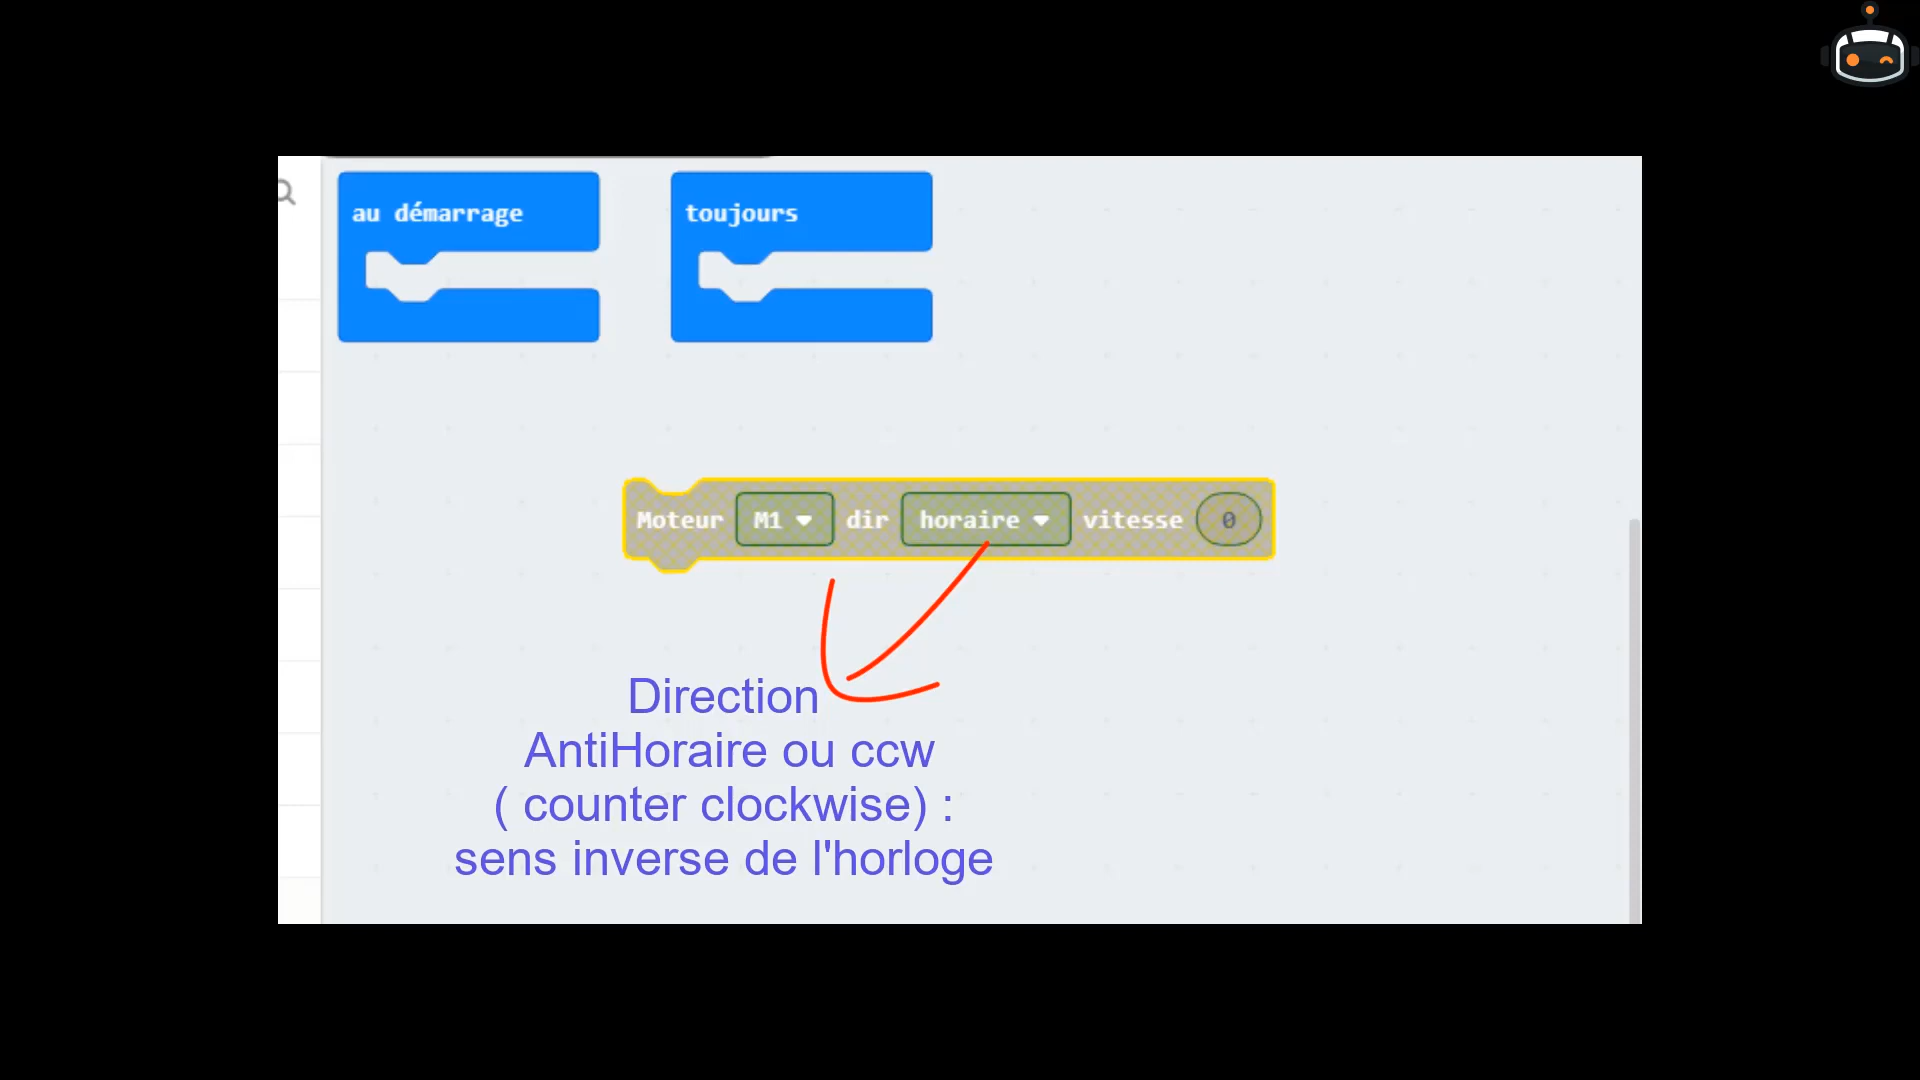 au démarrage
toujours
Moteur M1 dir horaire vitesse 0
Direction
AntiHoraire ou ccw
( counter clockwise) :
sens inverse de l'horloge